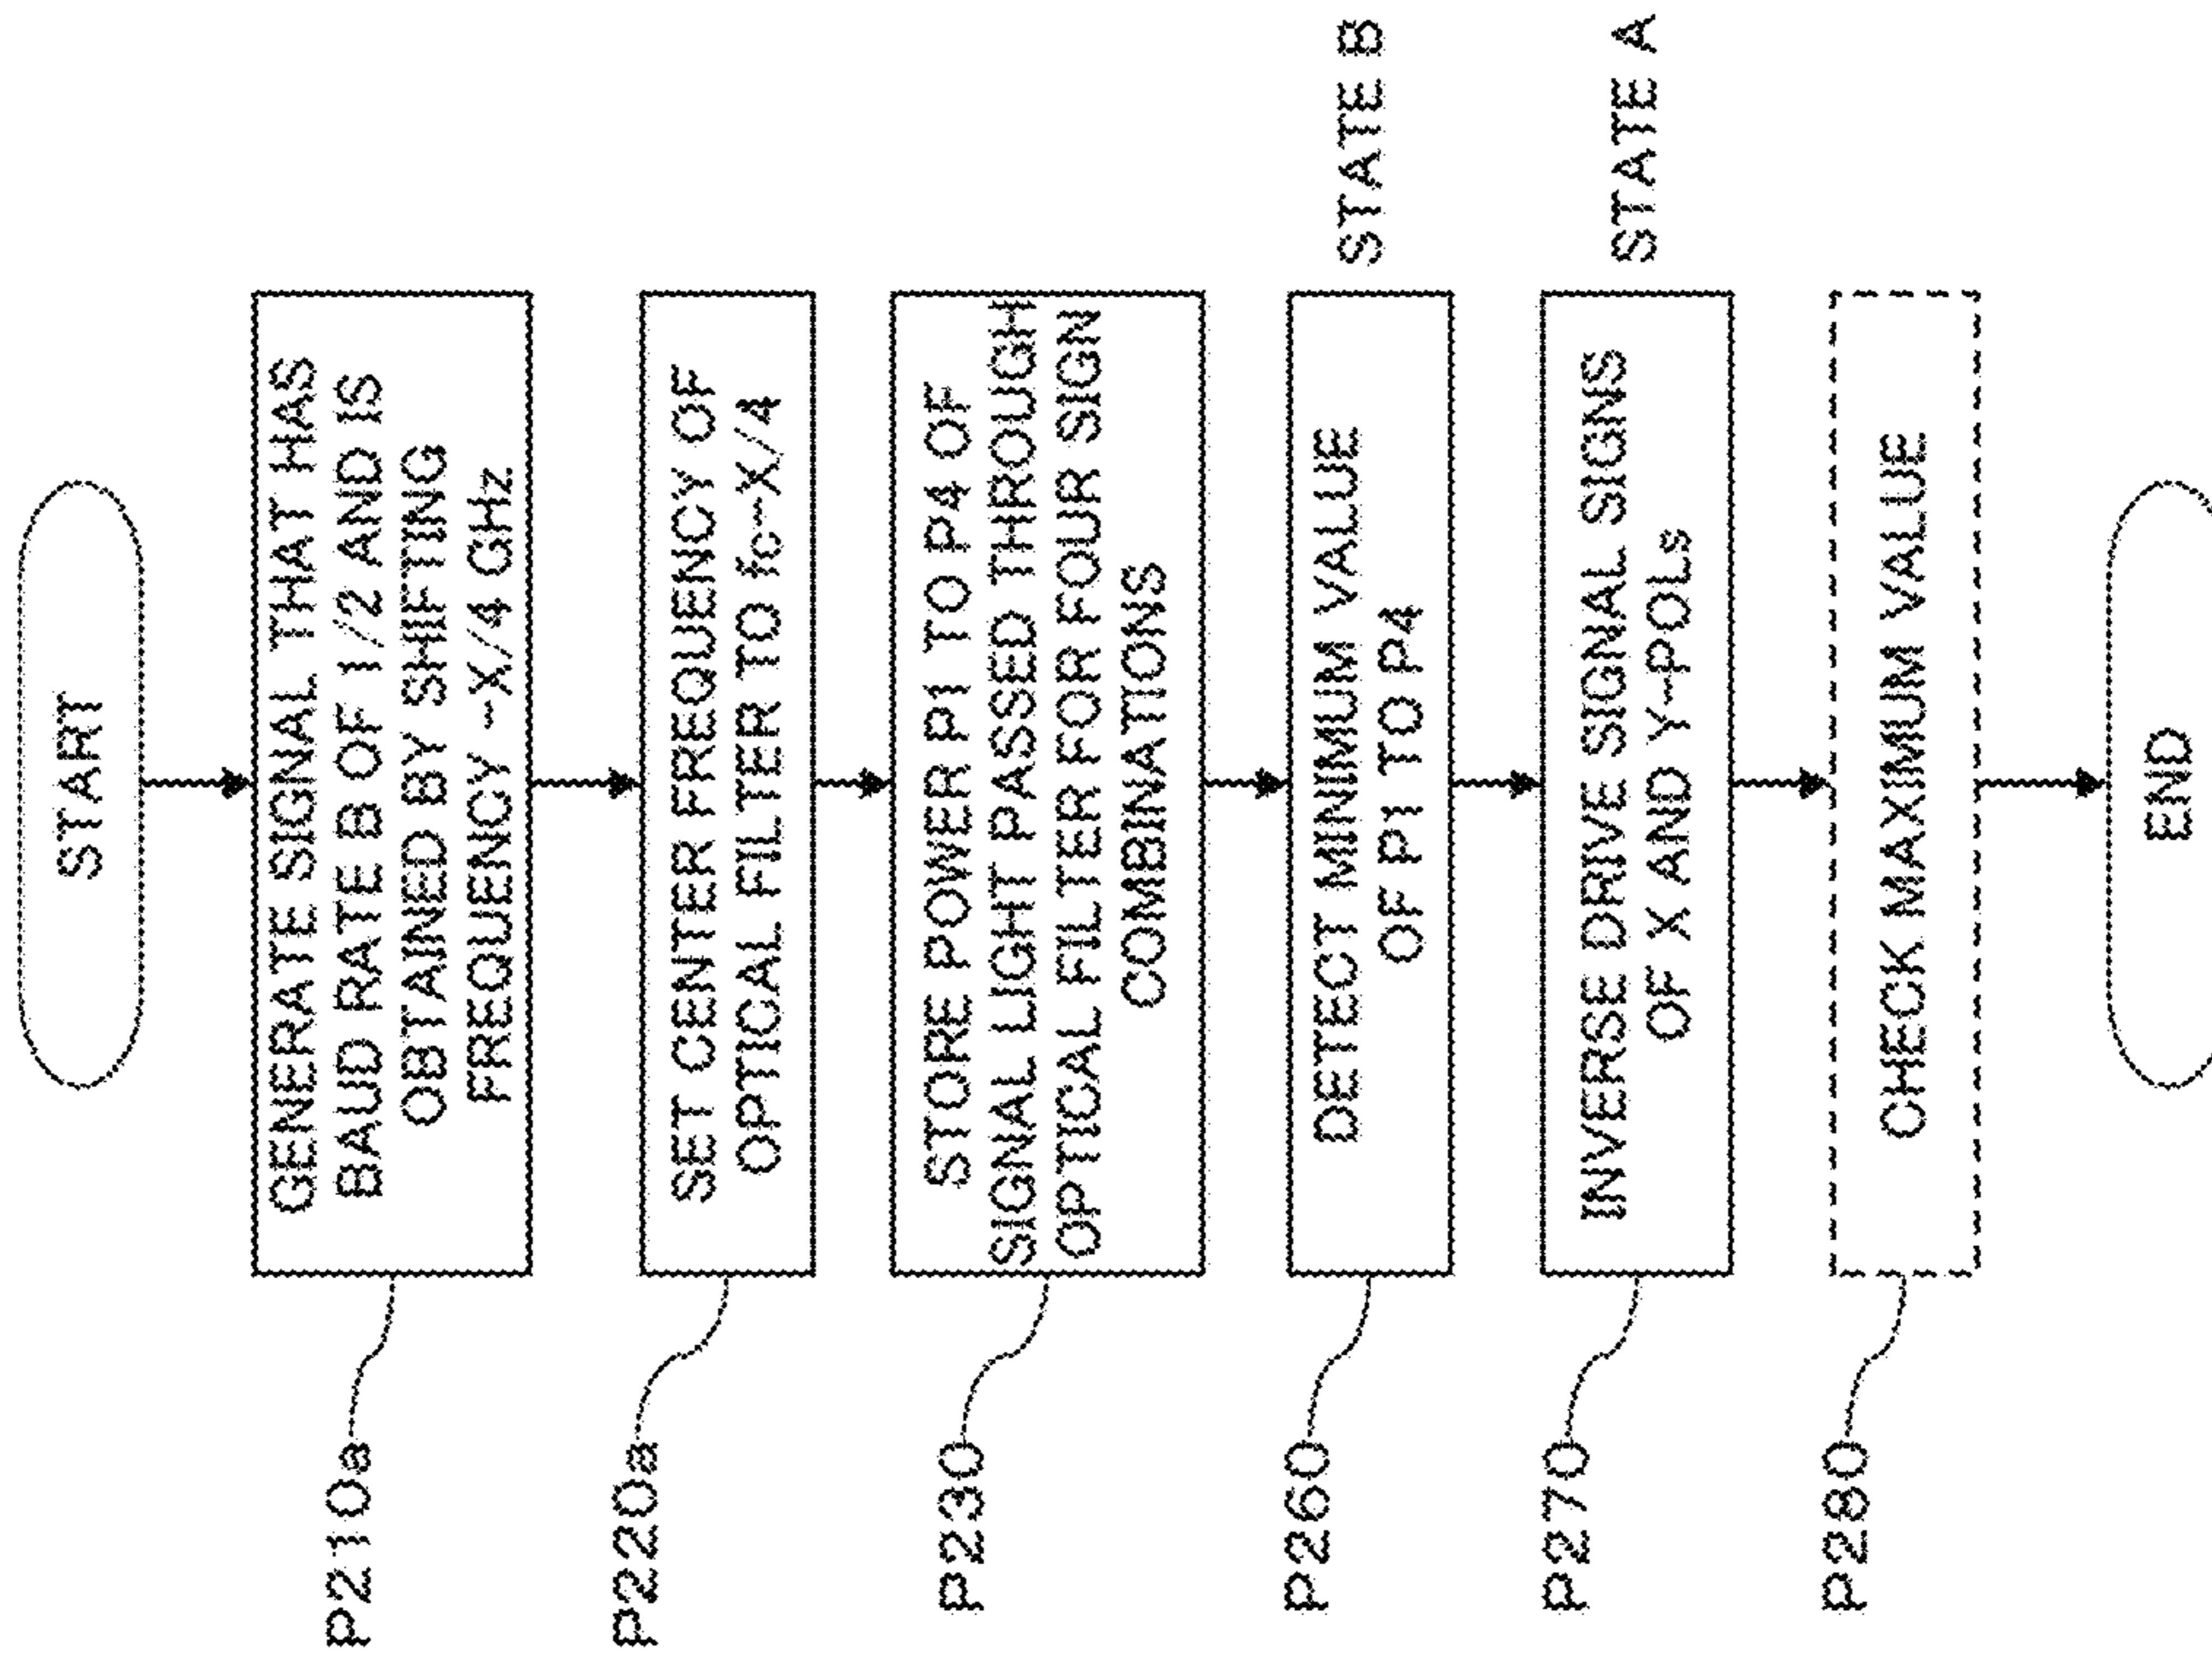 START
P210a
GENERATE SIGNAL THAT HAS
BAUD RATE B OF 1/2 AND IS
OBTAINED BY SHIFTING
FREQUENCY -X/4 GHz
P220a
SET CENTER FREQUENCY OF
OPTICAL FILTER TO fc-X/4
P230
STORE POWER P1 TO P4 OF
SIGNAL LIGHT PASSED THROUGH
OPTICAL FILTER FOR FOUR SIGN
COMBINATIONS
P260
DETECT MINIMUM VALUE
OF P1 TO P4
STATE B
P270
INVERSE DRIVE SIGNAL SIGNS
OF X AND Y-POLs
STATE A
P280
CHECK MAXIMUM VALUE
END